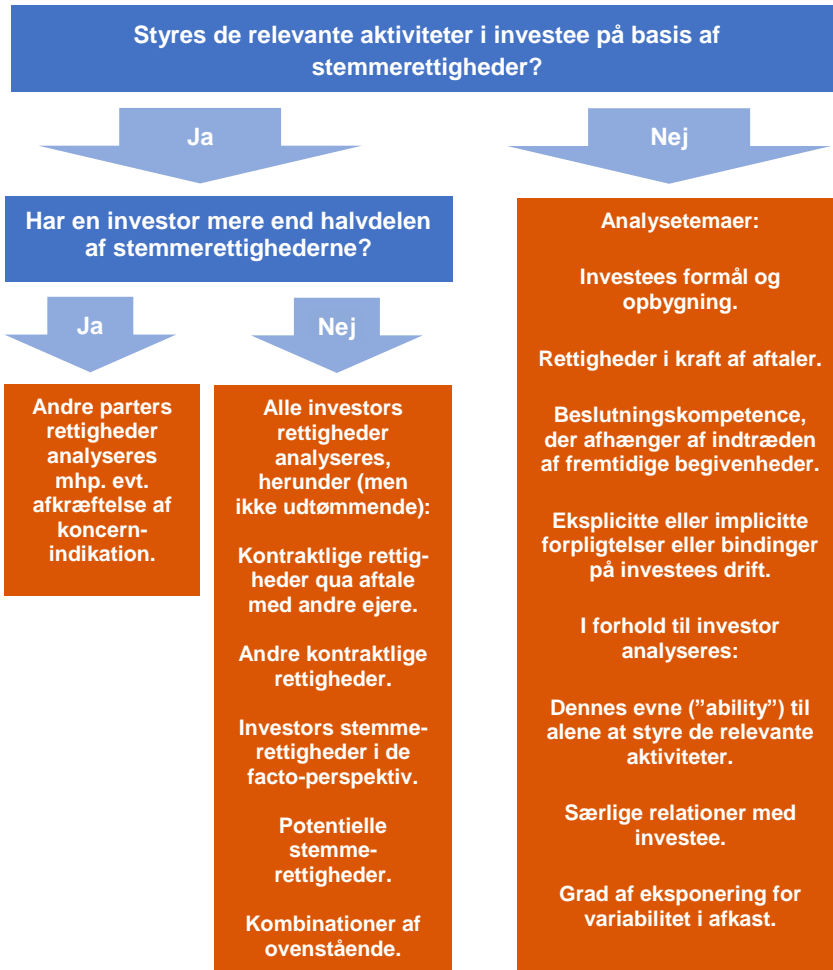 Styres de relevante aktiviteter i investee på basis af
stemmerettigheder?
Ja
Nej
Har en investor mere end halvdelen
af stemmerettighederne?
Ja
Nej
Andre parters
rettigheder
analyseres
mhp. evt.
afkræftelse af
koncern-
indikation.
Alle investors
rettigheder
analyseres,
herunder (men
ikke udtømmende):
Kontraktlige rettig-
heder qua aftale
med andre ejere.
Andre kontraktlige
rettigheder.
Investors stemme-
rettigheder i de
facto-perspektiv.
Potentielle
stemme-
rettigheder.
Kombinationer af
ovenstående.
Analysetemaer:
Investees formål og
opbygning.
Rettigheder i kraft af aftaler.
Beslutningskompetence,
der afhænger af indtræden
af fremtidige begivenheder.
Eksplicitte eller implicitte
forpligtelser eller bindinger
på investees drift.
I forhold til investor
analyseres:
Dennes evne (”ability”) til
alene at styre de relevante
aktiviteter.
Særlige relationer med
investee.
Grad af eksponering for
variabilitet i afkast.